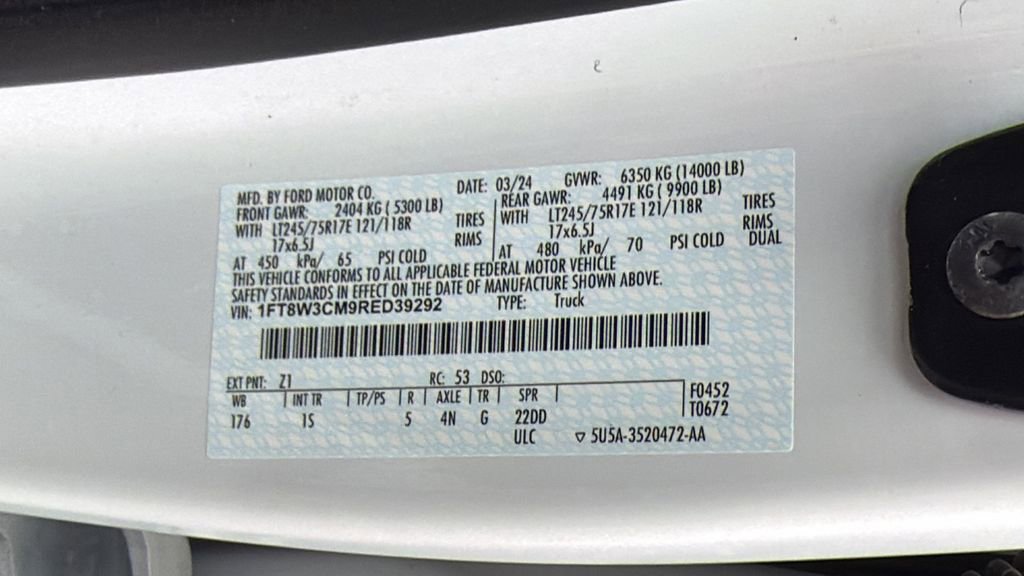 MFD. BY FORD MOTOR CO.
DATE: 03/24 GVWR: 6350 KG (14000 LB)
FRONT GAWR: 2404 KG ( 5300 LB)
REAR GAWR: 4491 KG ( 9900 LB)
WITH LT245/75R17E 121/118R TIRES
WITH LT245/75R17E 121/118R TIRES
17x6.5J RIMS
17x6.5J RIMS
AT 450 kPa/ 65 PSI COLD
AT 480 kPa/ 70 PSI COLD DUAL
THIS VEHICLE CONFORMS TO ALL APPLICABLE FEDERAL MOTOR VEHICLE
SAFETY STANDARDS IN EFFECT ON THE DATE OF MANUFACTURE SHOWN ABOVE.
VIN: 1FT8W3CM9RED39292 TYPE: Truck
EXT PNT: Z1 RC: 53 DSO:
WB INT TR TP/PS R AXLE TR SPR F0452
176 1S 5 4N G 22DD T0672
ULC 5U5A-3520472-AA